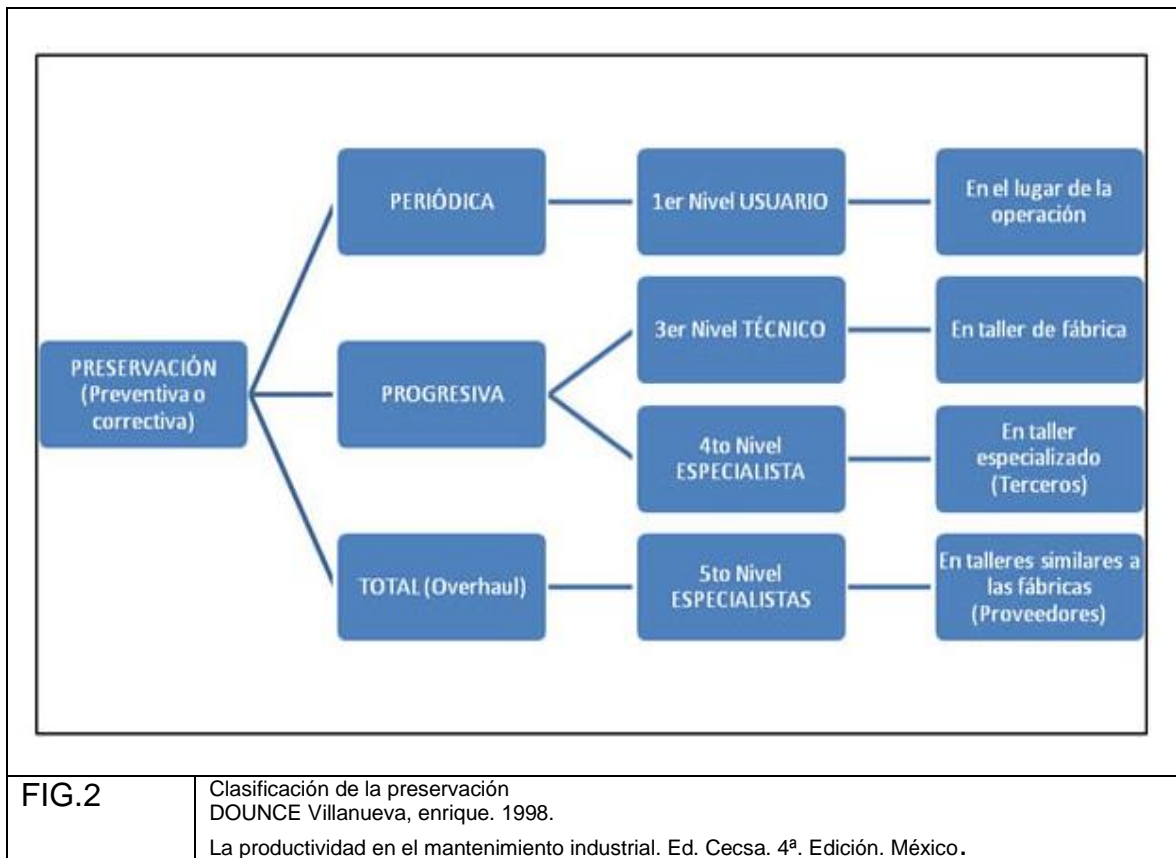 PRESERVACIÓN
(Preventiva o
correctiva)
PERIÓDICA
1er Nivel USUARIO
En el lugar de la
operación
PROGRESIVA
3er Nivel TÉCNICO
En taller de fábrica
4to Nivel
ESPECIALISTA
En taller
especializado
(Terceros)
TOTAL (Overhaul)
5to Nivel
ESPECIALISTAS
En talleres similares a
las fábricas
(Proveedores)
FIG.2
Clasificación de la preservación
DOUNCE Villanueva, enrique. 1998.
La productividad en el mantenimiento industrial. Ed. Cecsa. 4ª. Edición. México.